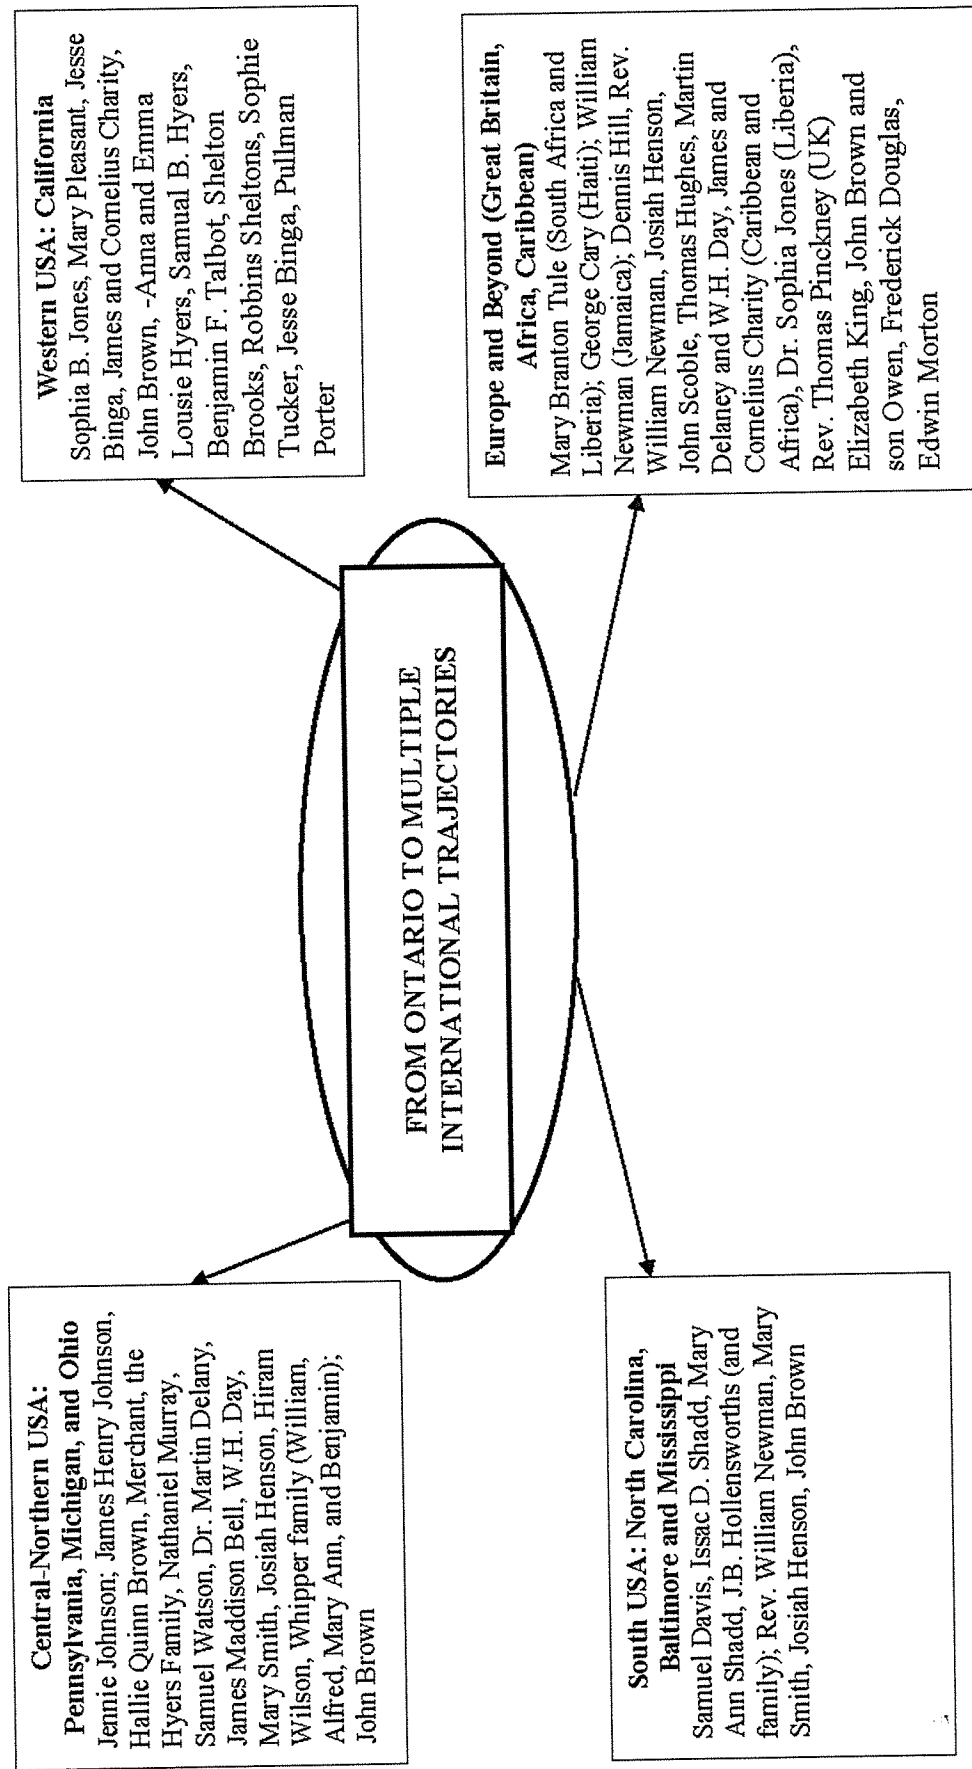 Central-Northern USA:
Pennsylvania, Michigan, and Ohio
Jennie Johnson; James Henry Johnson,
Hallie Quinn Brown, Merchant, the
Hyers Family, Nathaniel Murray,
Samuel Watson, Dr. Martin Delany,
James Maddison Bell, W.H. Day,
Mary Smith, Josiah Henson, Hiram
Wilson, Whipper family (William,
Alfred, Mary Ann, and Benjamin);
John Brown
Western USA: California
Sophia B. Jones, Mary Pleasant, Jesse
Binga, James and Cornelius Charity,
John Brown, -Anna and Emma
Lousie Hyers, Samual B. Hyers,
Benjamin F. Talbot, Shelton
Brooks, Robbins Sheltons, Sophie
Tucker, Jesse Binga, Pullman
Porter
FROM ONTARIO TO MULTIPLE
INTERNATIONAL TRAJECTORIES
South USA: North Carolina,
Baltimore and Mississippi
Samuel Davis, Issac D. Shadd, Mary
Ann Shadd, J.B. Hollensworths (and
family); Rev. William Newman, Mary
Smith, Josiah Henson, John Brown
Europe and Beyond (Great Britain,
Africa, Caribbean)
Mary Branton Tule (South Africa and
Liberia); George Cary (Haiti); William
Newman (Jamaica); Dennis Hill, Rev.
William Newman, Josiah Henson,
John Scoble, Thomas Hughes, Martin
Delaney and W.H. Day, James and
Cornelius Charity (Caribbean and
Africa), Dr. Sophia Jones (Liberia),
Rev. Thomas Pinckney (UK)
Elizabeth King, John Brown and
son Owen, Frederick Douglas,
Edwin Morton